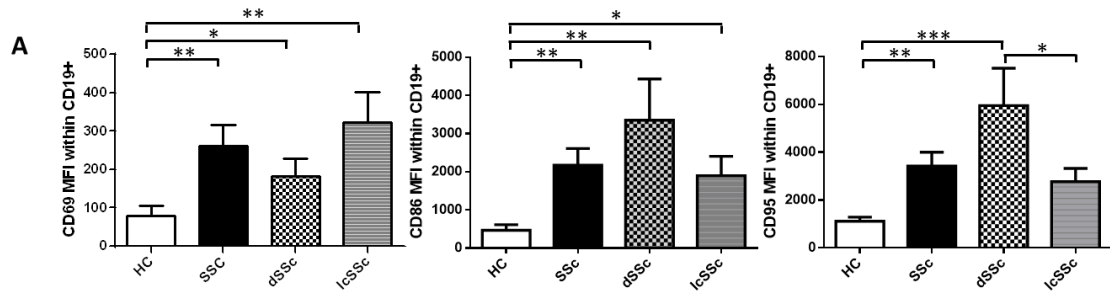 A
** 
*
**
CD69 MFI within CD19+
500
400
300
200
100
0
HC
SSC
dSSc
lcSSc
*
**
**
CD86 MFI within CD19+
5000
4000
3000
2000
1000
0
HC
SSc
dSSc
lcSSc
***
**
*
CD95 MFI within CD19+
8000
6000
4000
2000
0
HC
SSc
dSSc
lcSSc